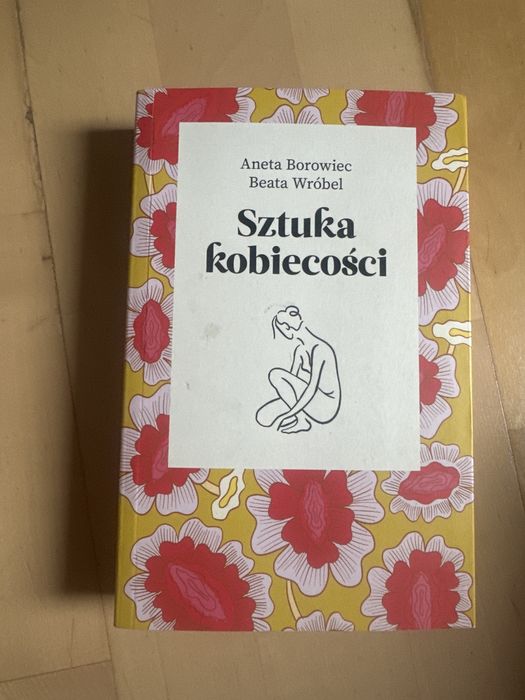 Aneta Borowiec
Beata Wróbel
Sztuka
kobiecości